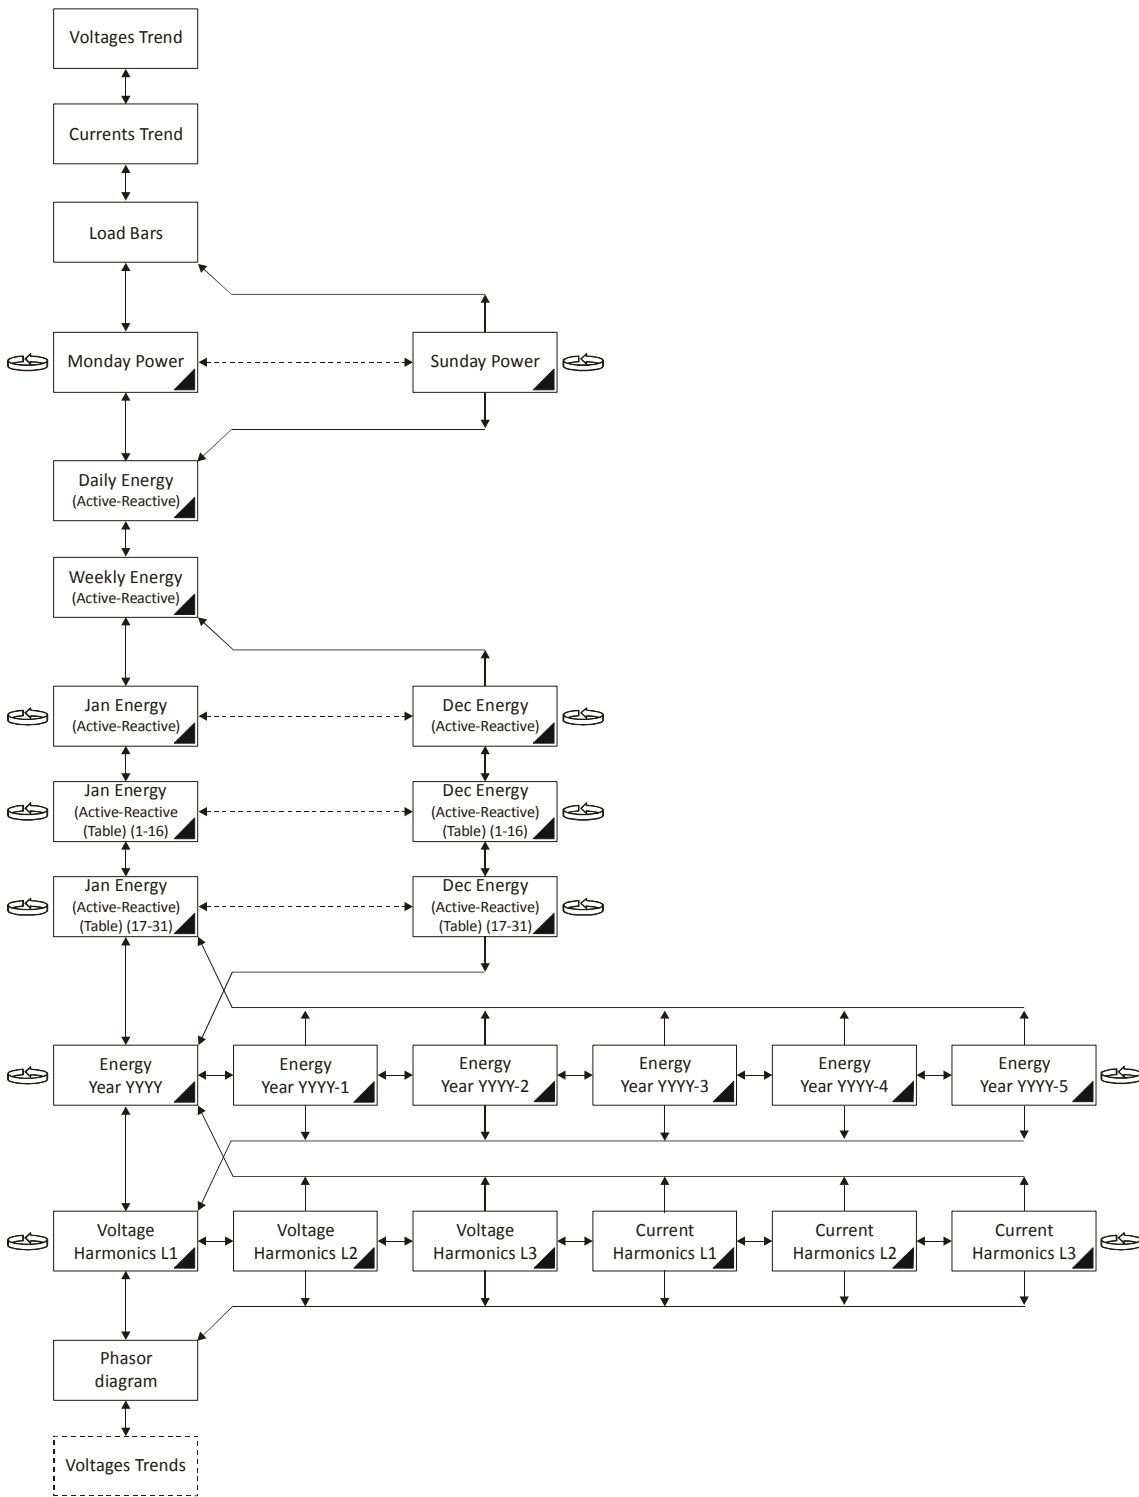 Voltages Trend
Currents Trend
Load Bars
Monday Power
Sunday Power
Daily Energy
(Active-Reactive)
Weekly Energy
(Active-Reactive)
Jan Energy
(Active-Reactive)
Dec Energy
(Active-Reactive)
Jan Energy
(Active-Reactive
(Table) (1-16)
Dec Energy
(Active-Reactive)
(Table) (1-16)
Jan Energy
(Active-Reactive)
(Table) (17-31)
Dec Energy
(Active-Reactive)
(Table) (17-31)
Energy
Year YYYY
Energy
Year YYYY-1
Energy
Year YYYY-2
Energy
Year YYYY-3
Energy
Year YYYY-4
Energy
Year YYYY-5
Voltage
Harmonics L1
Voltage
Harmonics L2
Voltage
Harmonics L3
Current
Harmonics L1
Current
Harmonics L2
Current
Harmonics L3
Phasor
diagram
Voltages Trends